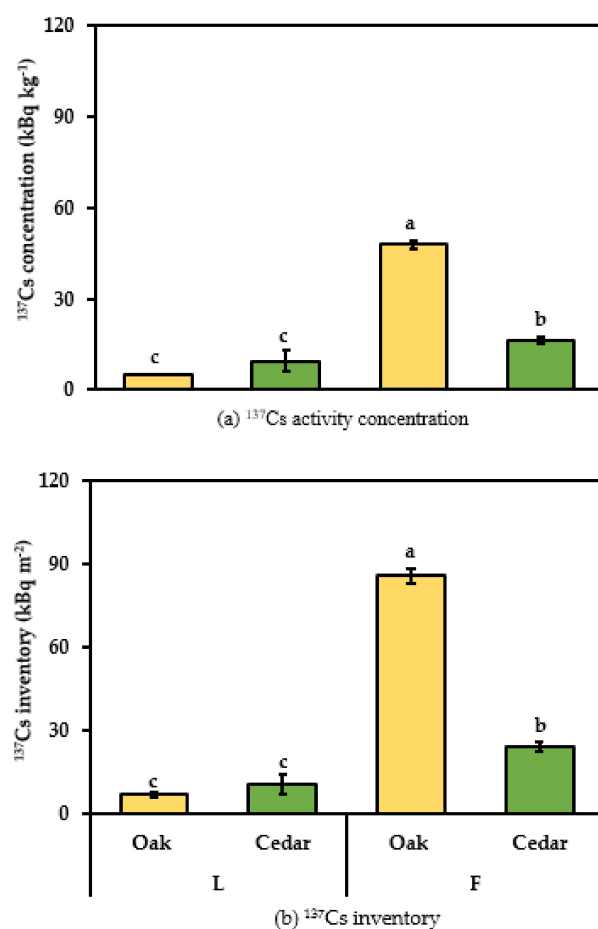 120
90
60
30
0
¹³⁷Cs concentration (kBq kg⁻¹)
c
c
a
b
(a) ¹³⁷Cs activity concentration
120
90
60
30
0
¹³⁷Cs inventory (kBq m⁻²)
c
c
a
b
Oak Cedar Oak Cedar
L F
(b) ¹³⁷Cs inventory